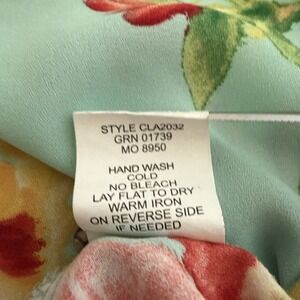 STYLE CLA2032
GRN 01739
MO 8950
HAND WASH
COLD
NO BLEACH
LAY FLAT TO DRY
WARM IRON
ON REVERSE SIDE
IF NEEDED